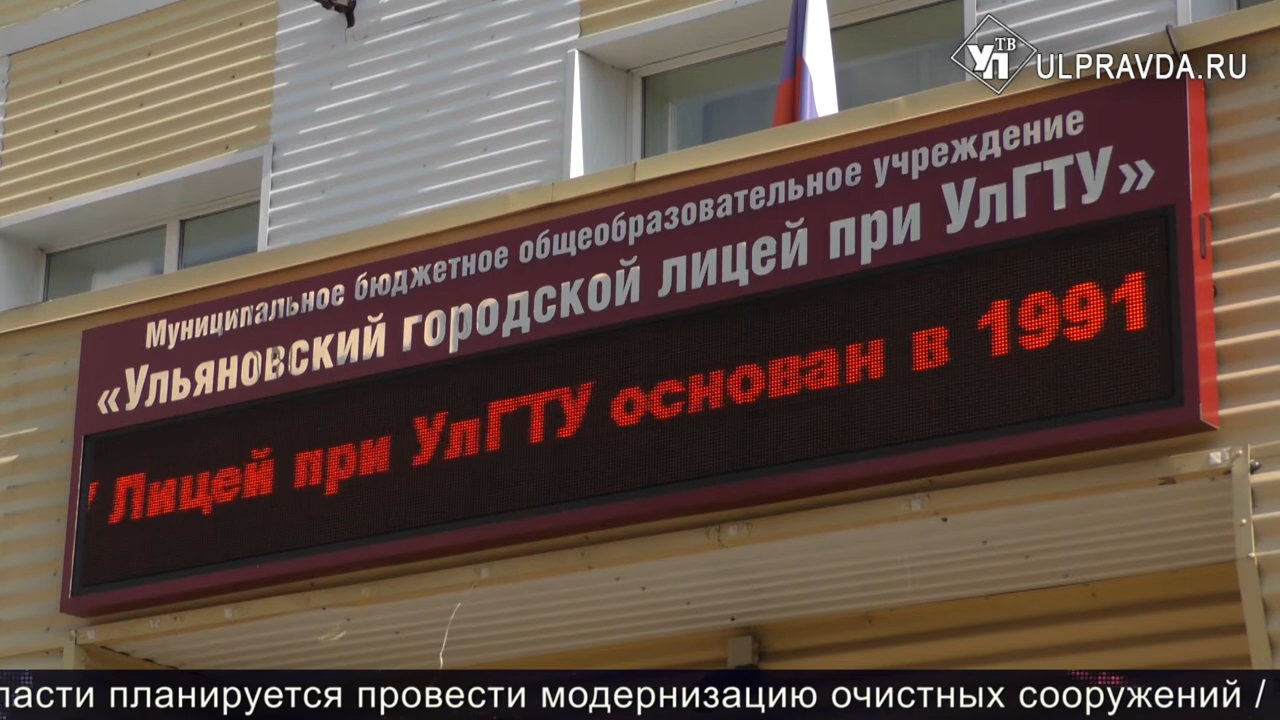 УП ТВ ULPRAVDA.RU
Муниципальное бюджетное общеобразовательное учреждение
«Ульяновский городской лицей при УлГТУ»
Лицей при УлГТУ основан в 1991
ласти планируется провести модернизацию очистных сооружений /